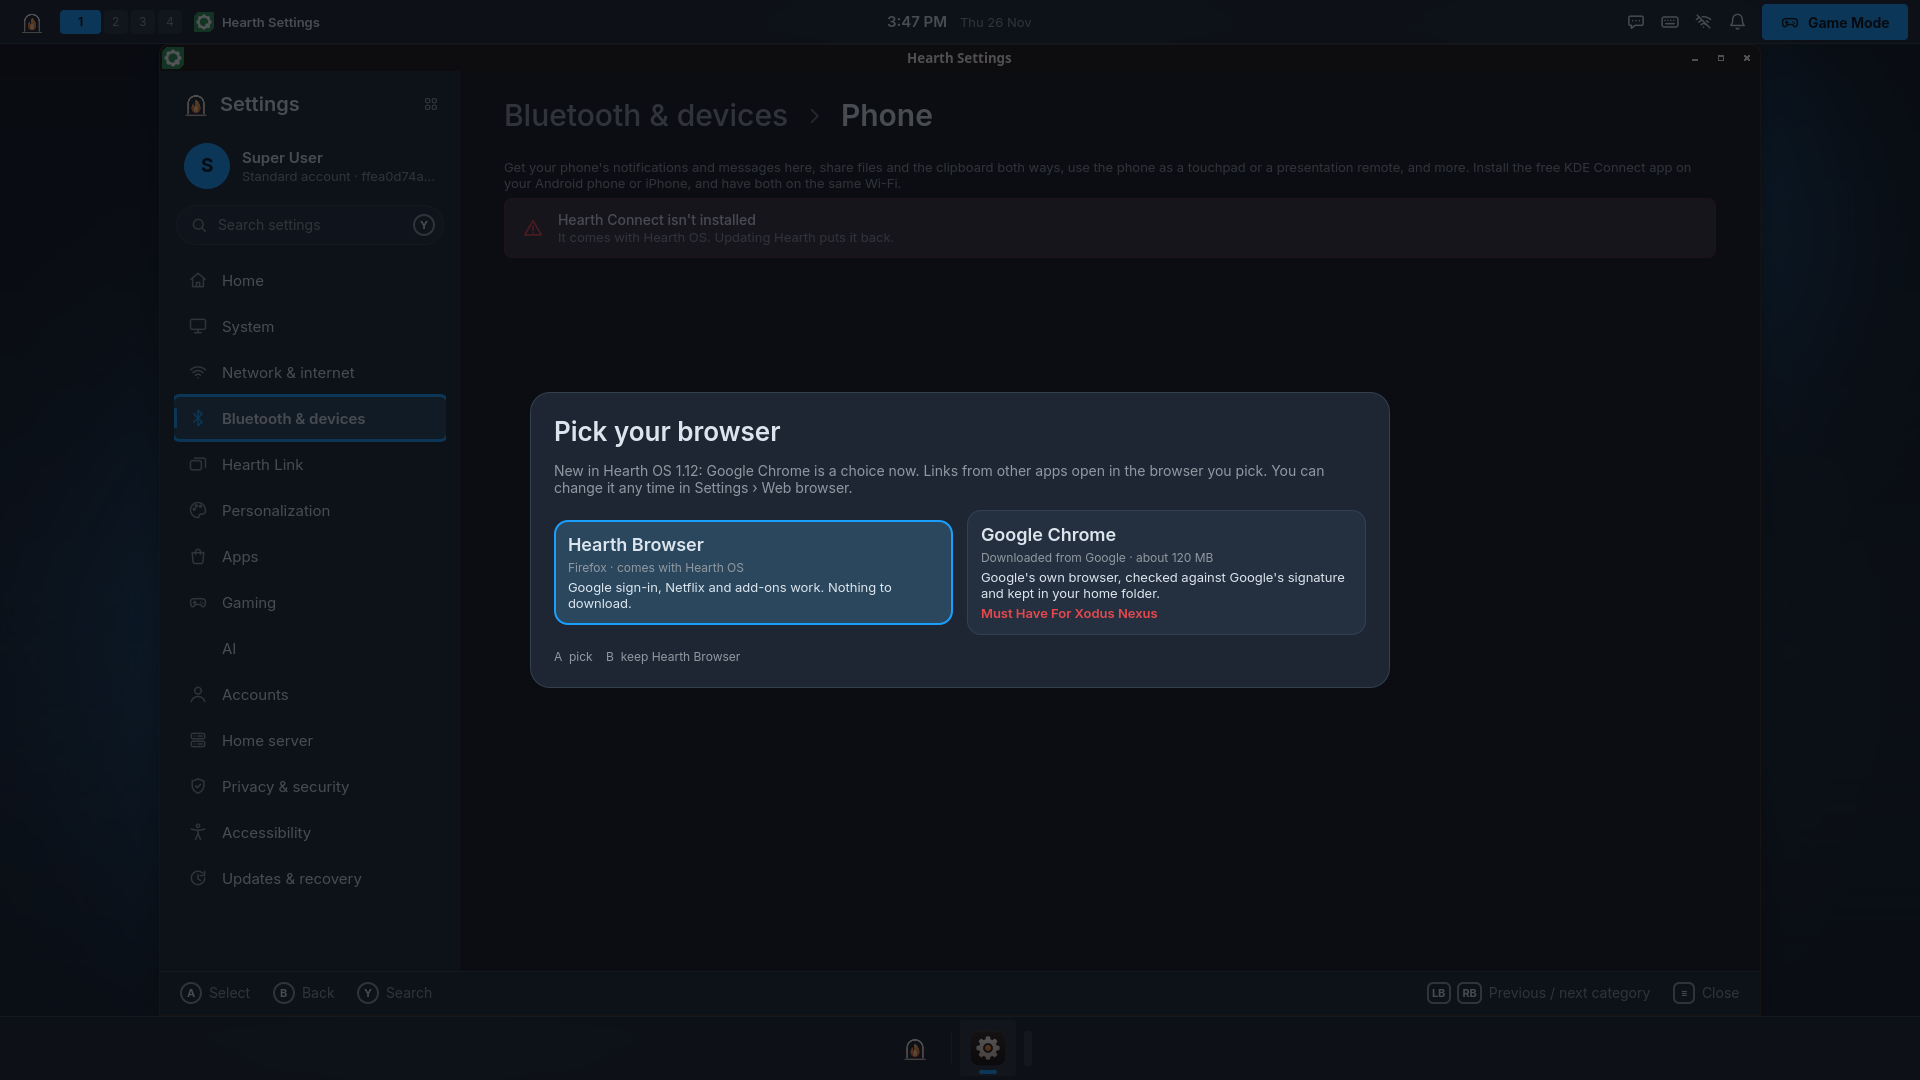 1 2 3 4 Hearth Settings
3:47 PM Thu 26 Nov
Game Mode
Hearth Settings
Settings
S
Super User
Standard account · ffea0d74a...
Search settings Y
Home
System
Network & internet
Bluetooth & devices
Hearth Link
Personalization
Apps
Gaming
AI
Accounts
Home server
Privacy & security
Accessibility
Updates & recovery
Bluetooth & devices › Phone
Get your phone's notifications and messages here, share files and the clipboard both ways, use the phone as a touchpad or a presentation remote, and more. Install the free KDE Connect app on
your Android phone or iPhone, and have both on the same Wi-Fi.
Hearth Connect isn't installed
It comes with Hearth OS. Updating Hearth puts it back.
Pick your browser
New in Hearth OS 1.12: Google Chrome is a choice now. Links from other apps open in the browser you pick. You can
change it any time in Settings › Web browser.
Hearth Browser
Firefox · comes with Hearth OS
Google sign-in, Netflix and add-ons work. Nothing to
download.
Google Chrome
Downloaded from Google · about 120 MB
Google's own browser, checked against Google's signature
and kept in your home folder.
Must Have For Xodus Nexus
A pick B keep Hearth Browser
A Select B Back Y Search
LB RB Previous / next category ≡ Close